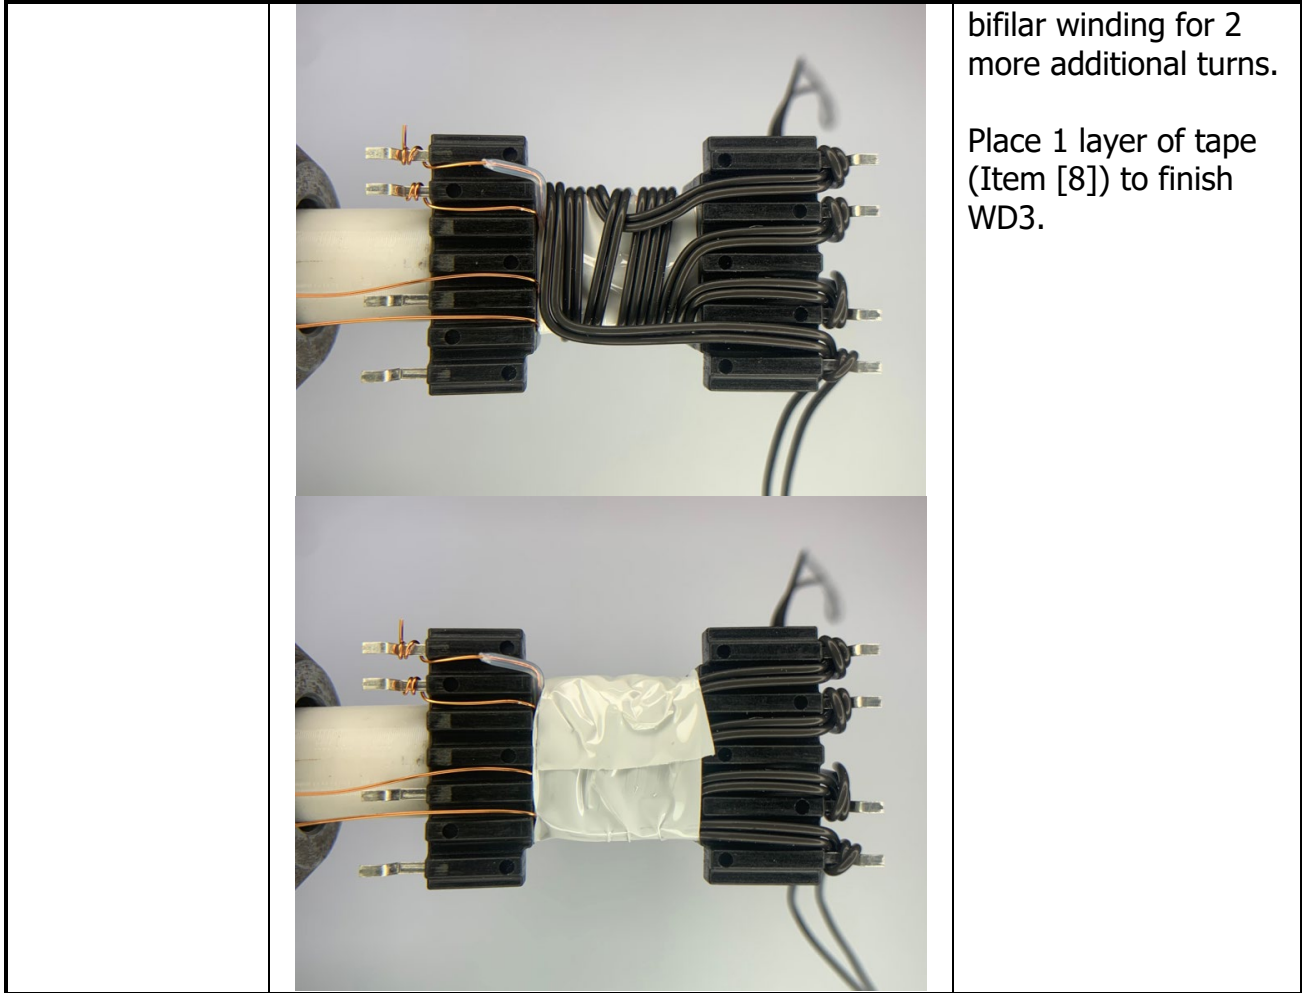 bifilar winding for 2
more additional turns.
Place 1 layer of tape
(Item [8]) to finish
WD3.